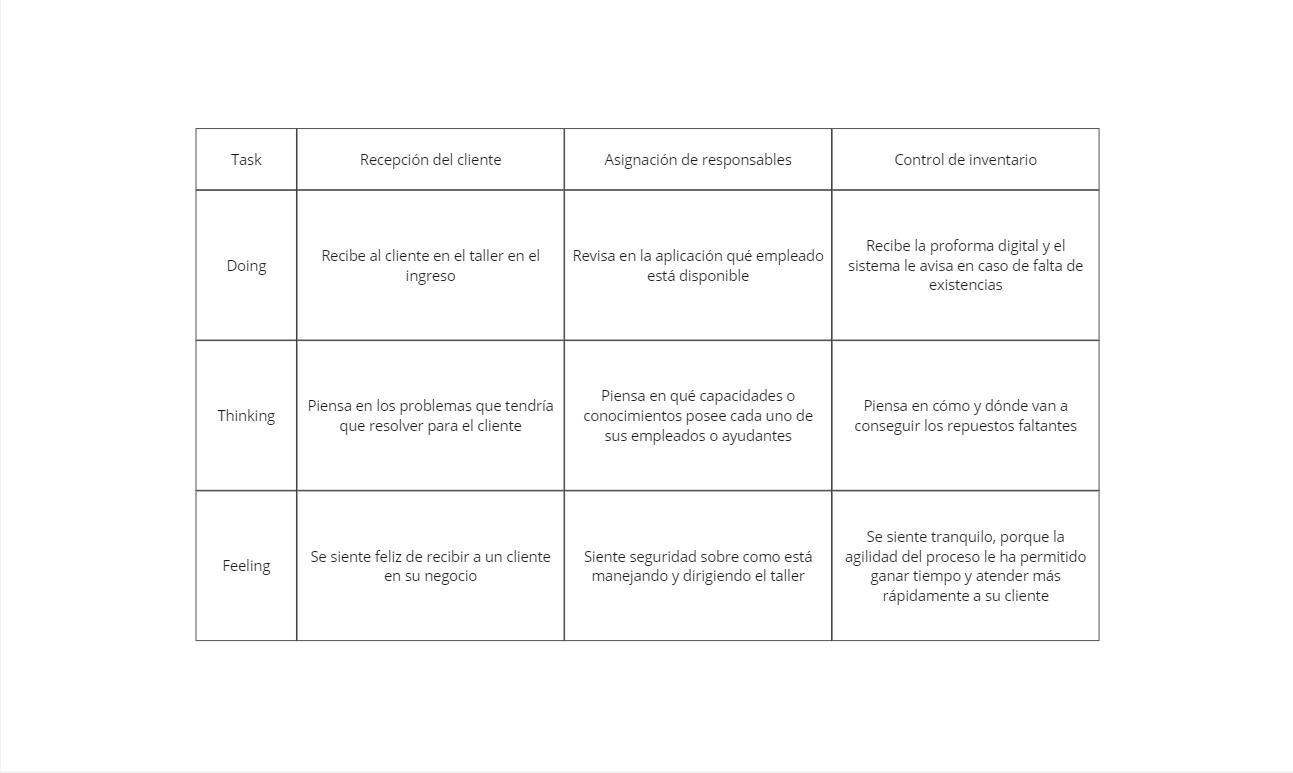 Task
Recepción del cliente
Asignación de responsables
Control de inventario
Doing
Recibe al cliente en el taller en el
ingreso
Revisa en la aplicación qué empleado
está disponible
Recibe la proforma digital y el
sistema le avisa en caso de falta de
existencias
Thinking
Piensa en los problemas que tendría
que resolver para el cliente
Piensa en qué capacidades o
conocimientos posee cada uno de
sus empleados o ayudantes
Piensa en cómo y dónde van a
conseguir los repuestos faltantes
Feeling
Se siente feliz de recibir a un cliente
en su negocio
Siente seguridad sobre como está
manejando y dirigiendo el taller
Se siente tranquilo, porque la
agilidad del proceso le ha permitido
ganar tiempo y atender más
rápidamente a su cliente